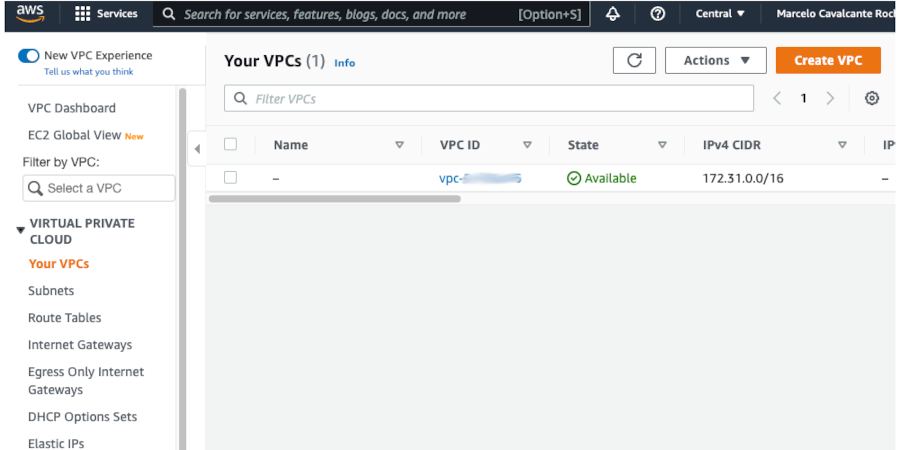 aws
Services
Search for services, features, blogs, docs, and more
[Option+S]
Central ▼
Marcelo Cavalcante
New VPC Experience
Tell us what you think
VPC Dashboard
EC2 Global View New
Filter by VPC:
Select a VPC
VIRTUAL PRIVATE
CLOUD
Your VPCs
Subnets
Route Tables
Internet Gateways
Egress Only Internet
Gateways
DHCP Options Sets
Elastic IPs
Your VPCs (1) Info
Actions ▼
Create VPC
Filter VPCs
1
Name
VPC ID
State
IPv4 CIDR
–
vpc-
Available
172.31.0.0/16
–